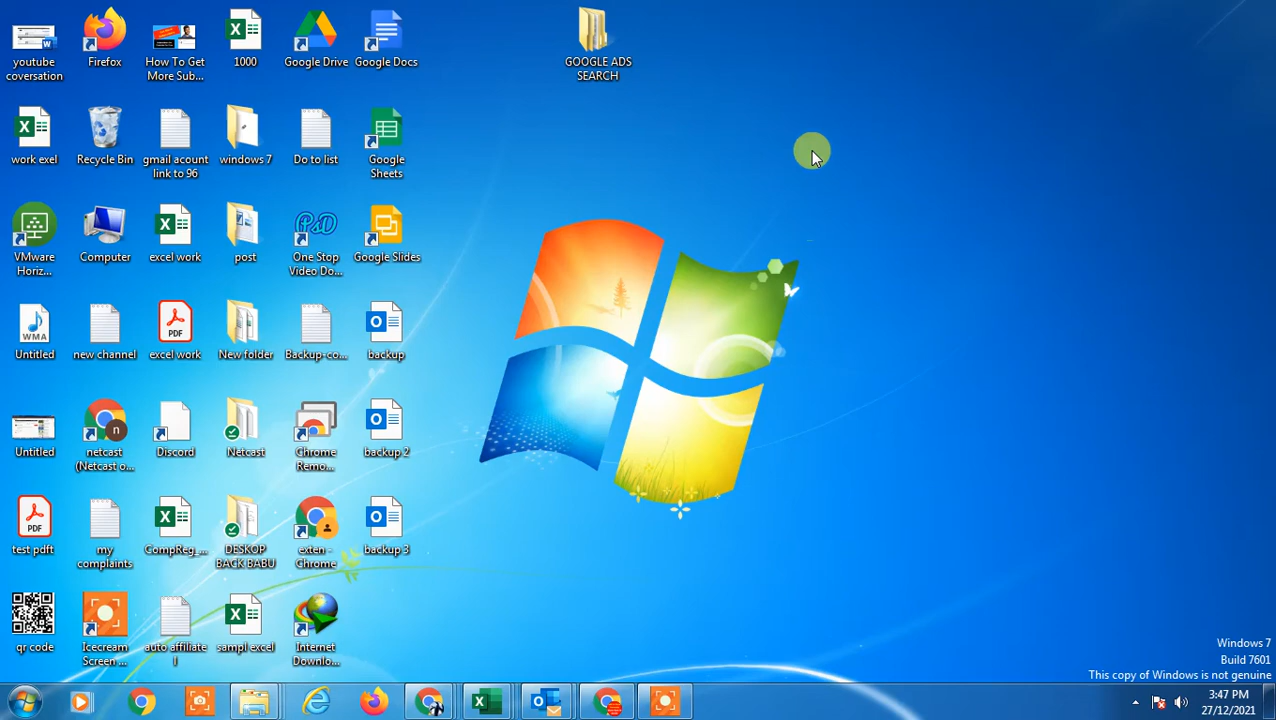 youtube
coversation
Firefox
How To Get
More Sub...
1000
Google Drive
Google Docs
GOOGLE ADS
SEARCH
work exel
Recycle Bin
gmail acount
link to 96
windows 7
Do to list
Google
Sheets
VMware
Horiz...
Computer
excel work
post
One Stop
Video Do...
Google Slides
WMA
Untitled
new channel
PDF
excel work
New folder
Backup-co...
backup
Untitled
netcast
(Netcast o...
Discord
Netcast
Chrome
Remo...
backup 2
PDF
test pdft
my
complaints
CompReg_...
DESKOP
BACK BABU
exten -
Chrome
backup 3
qr code
Icecream
Screen ...
auto affiliate
l
sampl excel
Internet
Downlo...
Windows 7
Build 7601
This copy of Windows is not genuine
3:47 PM
27/12/2021